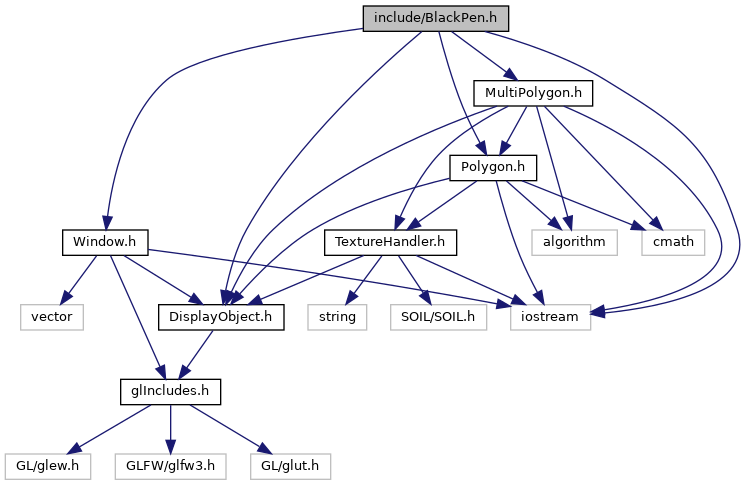 include/BlackPen.h
MultiPolygon.h
Polygon.h
Window.h
TextureHandler.h
algorithm
cmath
vector
DisplayObject.h
string
SOIL/SOIL.h
iostream
glIncludes.h
GL/glew.h
GLFW/glfw3.h
GL/glut.h